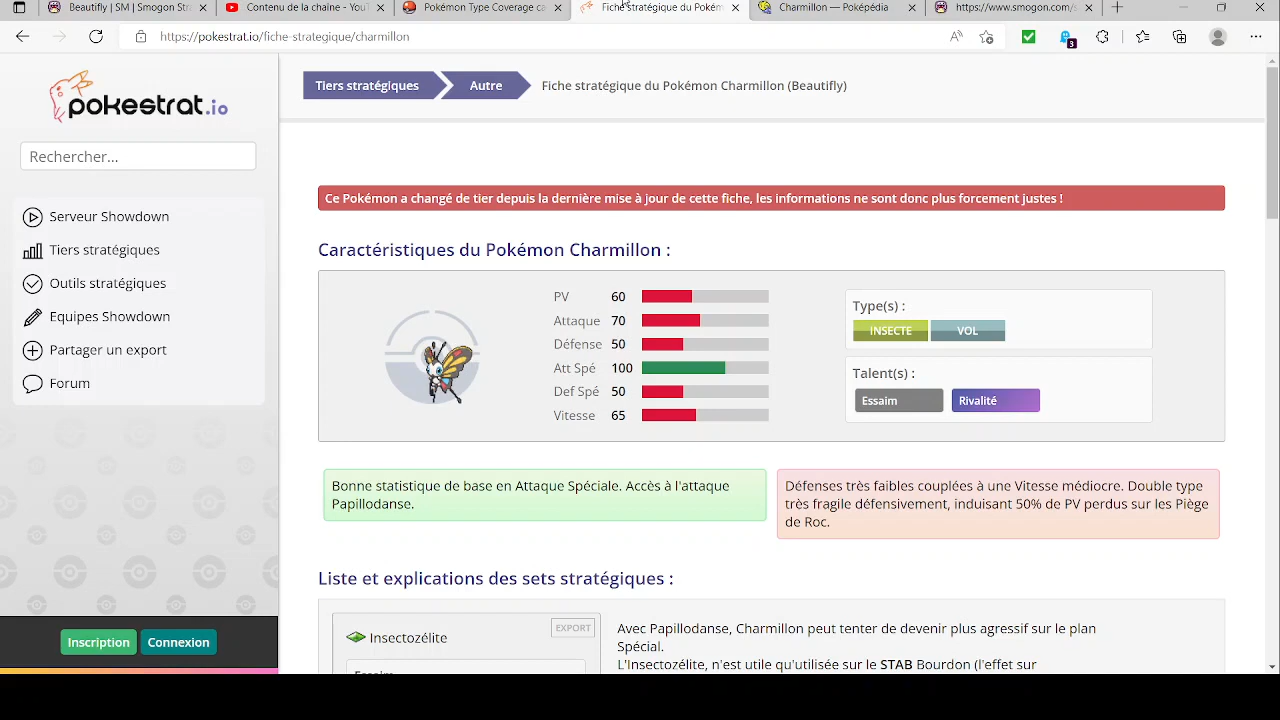 Beautifly | SM | Smogon Str
Contenu de la chaîne - YouT
Pokémon Type Coverage ca
Fiche stratégique du Pokém
Charmillon — Poképédia
https://www.smogon.com/s
https://pokestrat.io/fiche-strategique/charmillon
3
pokestrat.io
Rechercher...
Serveur Showdown
Tiers stratégiques
Outils stratégiques
Equipes Showdown
Partager un export
Forum
Inscription
Connexion
Tiers stratégiques
Autre
Fiche stratégique du Pokémon Charmillon (Beautifly)
Ce Pokémon a changé de tier depuis la dernière mise à jour de cette fiche, les informations ne sont donc plus forcement justes !
Caractéristiques du Pokémon Charmillon :
PV 60
Attaque 70
Défense 50
Att Spé 100
Def Spé 50
Vitesse 65
Type(s) :
INSECTE VOL
Talent(s) :
Essaim Rivalité
Bonne statistique de base en Attaque Spéciale. Accès à l'attaque
Papillodanse.
Défenses très faibles couplées à une Vitesse médiocre. Double type
très fragile défensivement, induisant 50% de PV perdus sur les Piège
de Roc.
Liste et explications des sets stratégiques :
Insectozélite
EXPORT
Essaim
Avec Papillodanse, Charmillon peut tenter de devenir plus agressif sur le plan
Spécial.
L'Insectozélite, n'est utile qu'utilisée sur le STAB Bourdon (l'effet sur